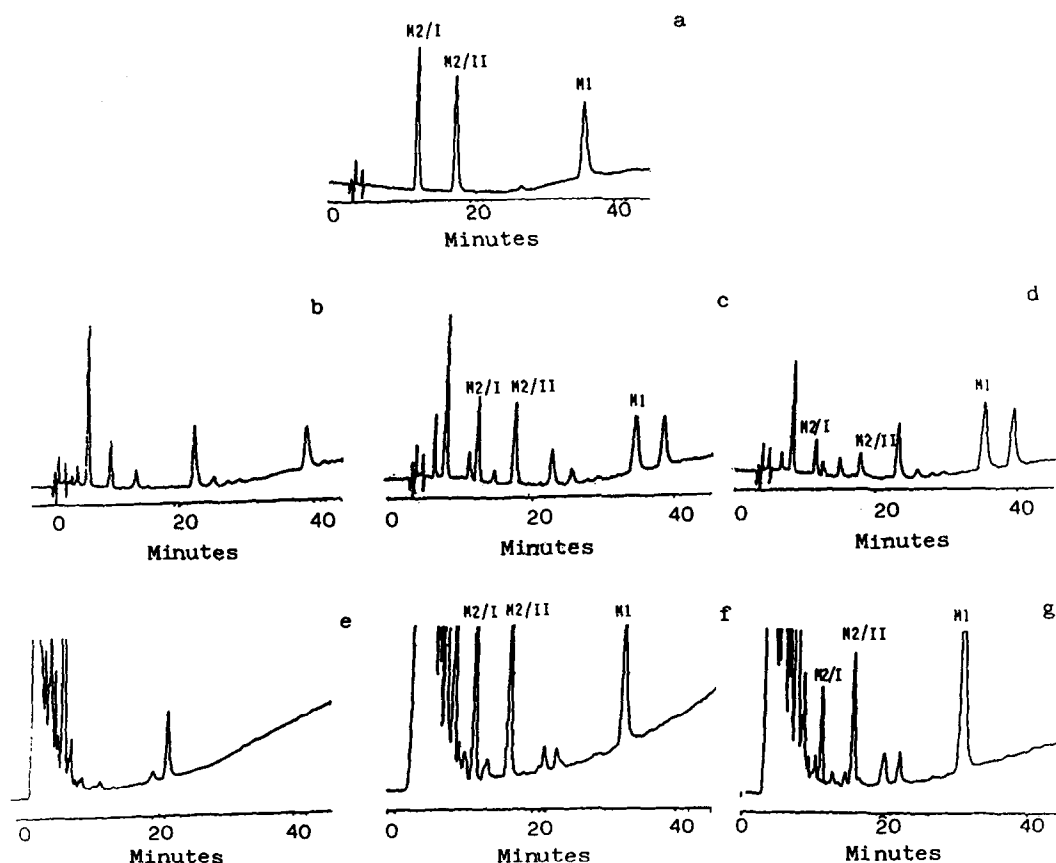 a
M2/I
M2/II
M1
0 20 40
Minutes
b
c
d
M2/I M2/II
M1
M2/I
M2/II
M1
0 20 40
0 20 40
0 20 40
Minutes
Minutes
Minutes
e
M2/I M2/II M1
f
M2/I
M2/II
M1
g
0 20 40
0 20 40
0 20 40
Minutes
Minutes
Minutes